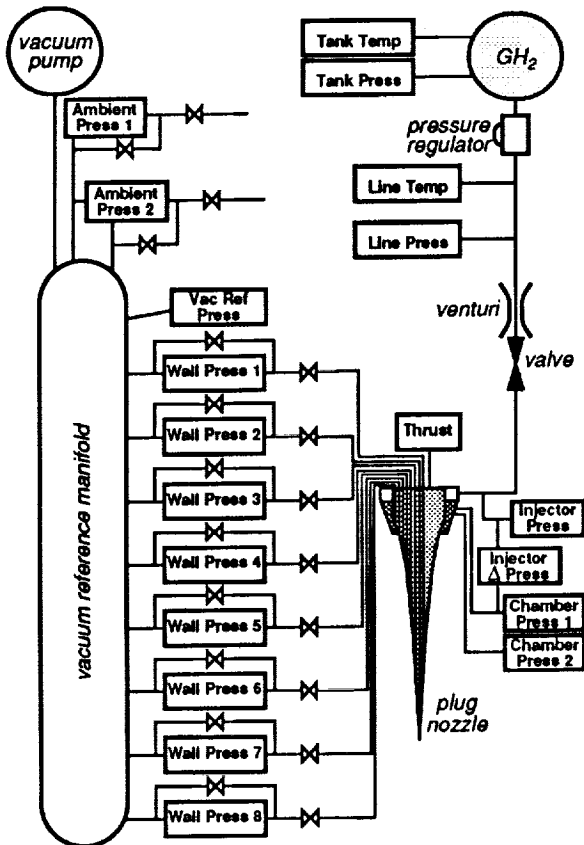 vacuum
pump
Tank Temp
Tank Press
GH2
Ambient
Press 1
pressure
regulator
Ambient
Press 2
Line Temp
Line Press
Vac Ref
Press
venturi
valve
Wall Press 1
Wall Press 2
Thrust
Wall Press 3
Injector
Press
Wall Press 4
Injector
Δ Press
vacuum reference manifold
Wall Press 5
Chamber
Press 1
Chamber
Press 2
Wall Press 6
plug
nozzle
Wall Press 7
Wall Press 8